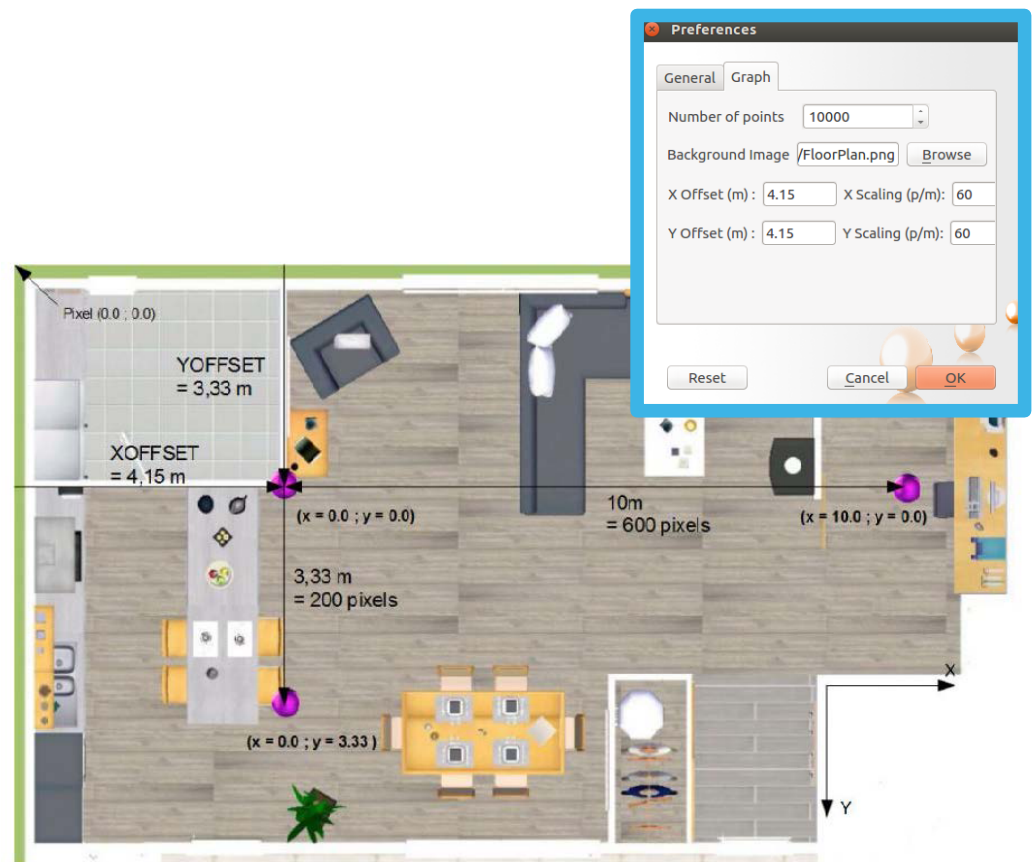 Preferences
General Graph
Number of points 10000
Background Image /FloorPlan.png Browse
X Offset (m) : 4.15 X Scaling (p/m): 60
Y Offset (m) : 4.15 Y Scaling (p/m): 60
Reset Cancel OK
Pixel (0.0 ; 0.0)
YOFFSET
= 3,33 m
XOFFSET
= 4,15 m
(x = 0.0 ; y = 0.0)
10m
= 600 pixels
(x = 10.0 ; y = 0.0)
3,33 m
= 200 pixels
X
(x = 0.0 ; y = 3.33 )
Y